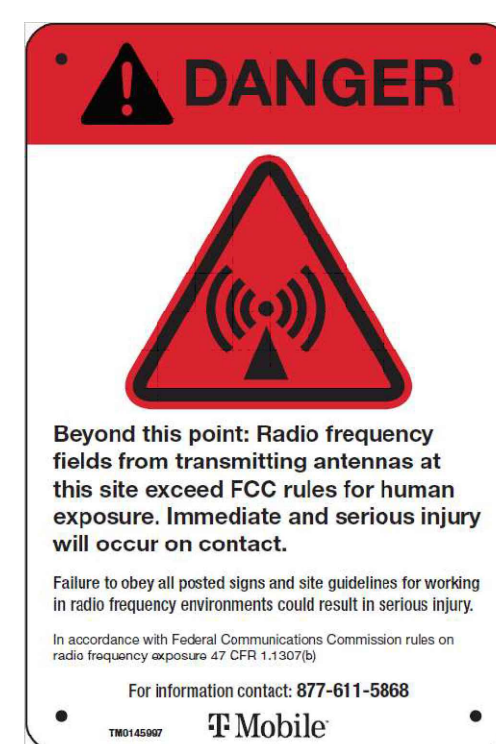 DANGER
Beyond this point: Radio frequency
fields from transmitting antennas at
this site exceed FCC rules for human
exposure. Immediate and serious injury
will occur on contact.
Failure to obey all posted signs and site guidelines for working
in radio frequency environments could result in serious injury.
In accordance with Federal Communications Commission rules on
radio frequency exposure 47 CFR 1.1307(b)
For information contact: 877-611-5868
TM0145997
T Mobile